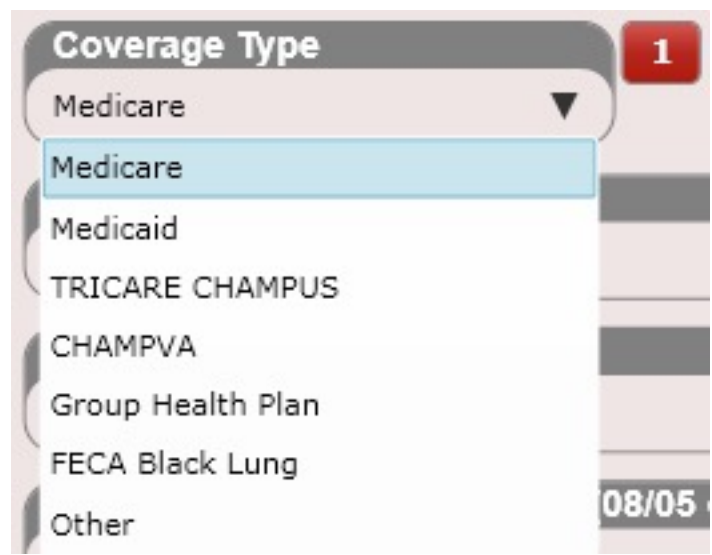 Coverage Type
1
Medicare
Medicare
Medicaid
TRICARE CHAMPUS
CHAMPVA
Group Health Plan
FECA Black Lung
08/05
Other